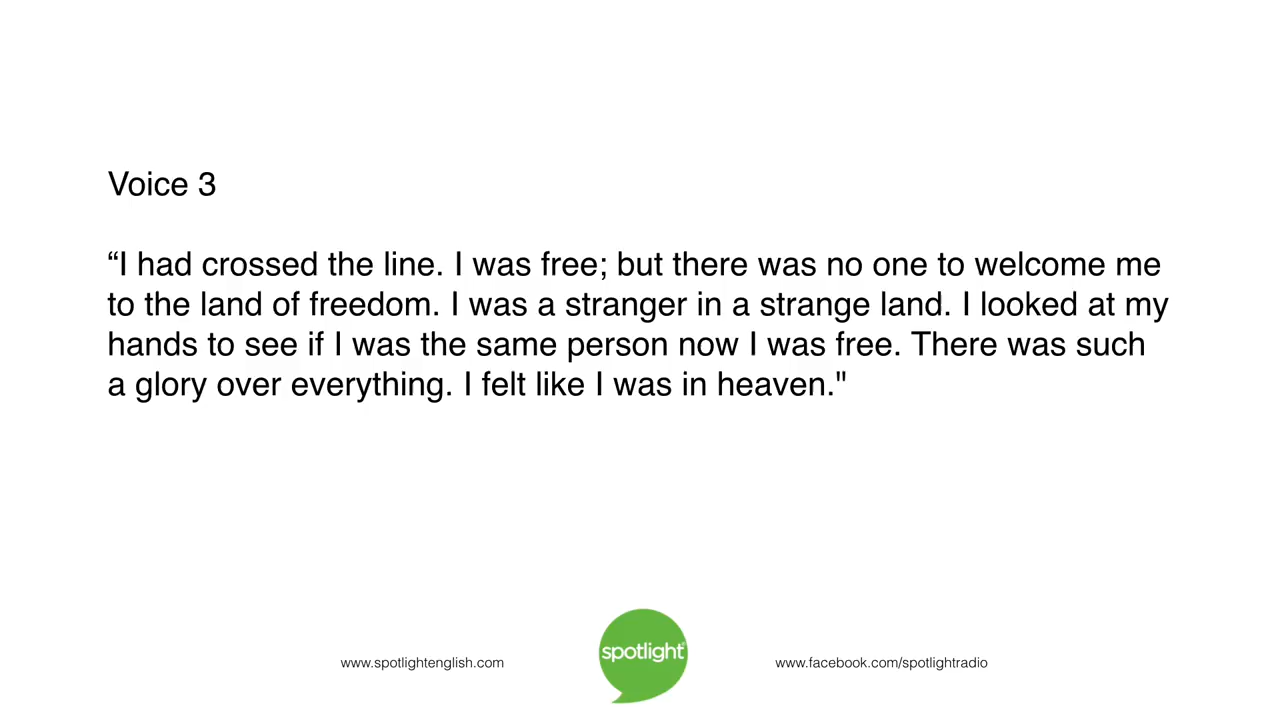 Voice 3
“I had crossed the line. I was free; but there was no one to welcome me
to the land of freedom. I was a stranger in a strange land. I looked at my
hands to see if I was the same person now I was free. There was such
a glory over everything. I felt like I was in heaven."
www.spotlightenglish.com
spotlight
www.facebook.com/spotlightradio